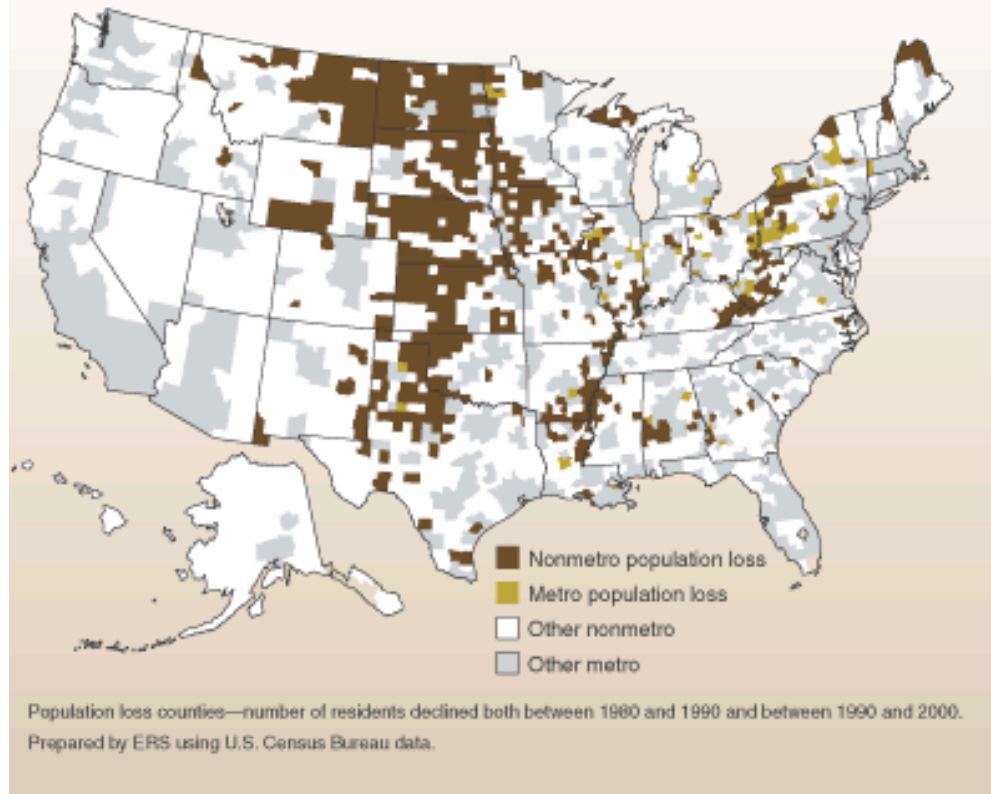 Nonmetro population loss
Metro population loss
Other nonmetro
Other metro
Population loss counties—number of residents declined both between 1980 and 1990 and between 1990 and 2000.
Prepared by ERS using U.S. Census Bureau data.